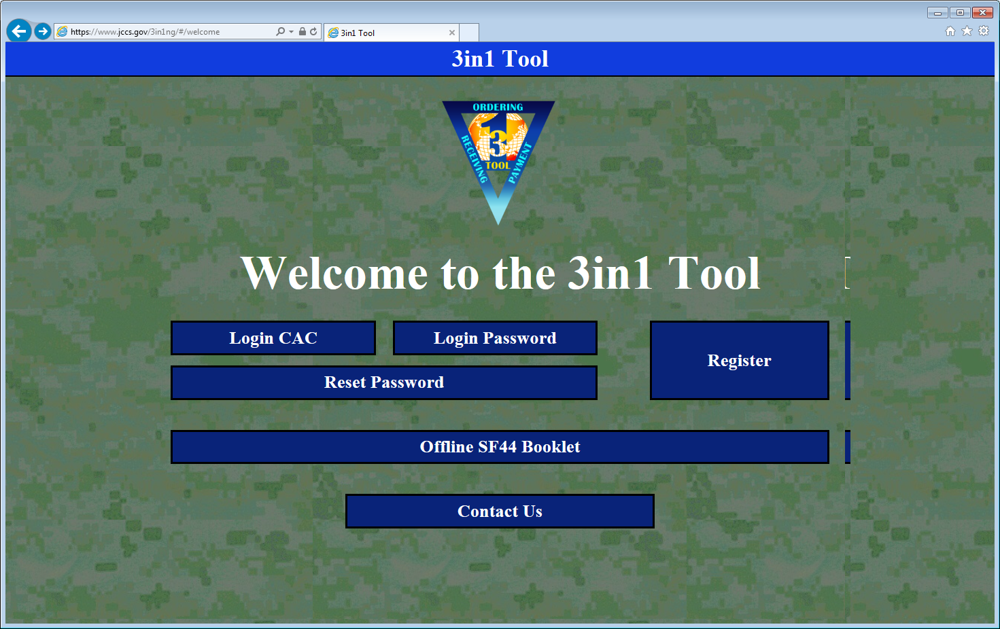 https://www.jccs.gov/3in1ng/#/welcome
3in1 Tool
3in1 Tool
ORDERING
RECEIVING
PAYMENT
1
3
TOOL
Welcome to the 3in1 Tool
Login CAC
Login Password
Register
Reset Password
Offline SF44 Booklet
Contact Us